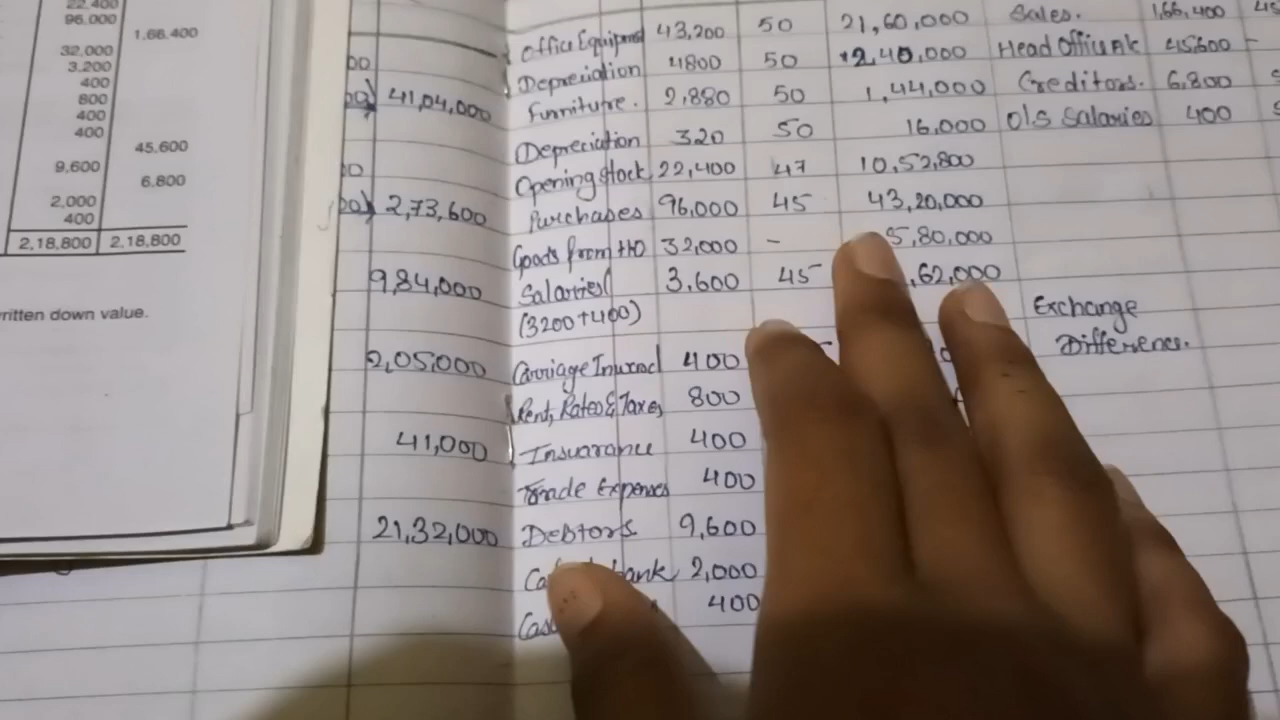 22,400
96,000
1,66,400
32,000
3,200
400
800
400
400
45,600
9,600
6,800
2,000
400
2,18,800 2,18,800
ritten down value.
41,04,000
2,73,600
9,84,000
2,05,000
41,000
21,32,000
Office Equipment 43,200 50 21,60,000 Sales. 1,66,400
Depreciation 4800 50 2,40,000 Head Office A/c 45600 -
Furniture. 2,880 50 1,44,000 Creditors. 6,800
Depreciation 320 50 16,000 O/S Salaries 400
Opening stock 22,400 47 10,52,800
Purchases 96,000 45 43,20,000
Goods from HO 32,000 - 5,80,000
Salaries( 3,600 45 ,62,000
(3200+400)
Exchange
Difference.
Carriage Inward 400
Rent, Rates & Taxes 800
Insurance 400
Trade Expenses 400
Debtors 9,600
bank 2,000
400